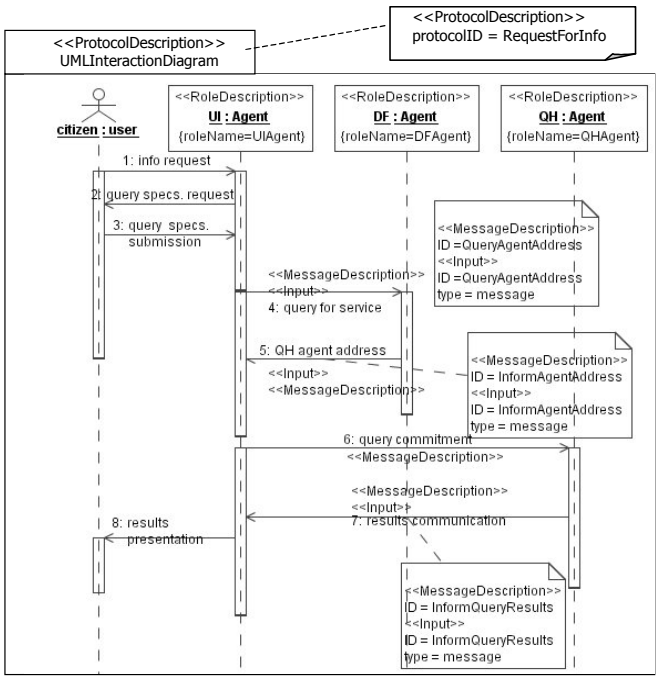 <<ProtocolDescription>>
protocolID = RequestForInfo
<<ProtocolDescription>>
UMLInteractionDiagram
citizen : user
<<RoleDescription>>
UI : Agent
{roleName=UIAgent}
<<RoleDescription>>
DF : Agent
{roleName=DFAgent}
<<RoleDescription>>
QH : Agent
{roleName=QHAgent}
1: info request
2: query specs. request
3: query specs.
submission
<<MessageDescription>>
ID =QueryAgentAddress
<<Input>>
ID =QueryAgentAddress
type = message
<<MessageDescription>>
<<Input>>
4: query for service
5: QH agent address
<<Input>>
<<MessageDescription>>
<<MessageDescription>>
ID = InformAgentAddress
<<Input>>
ID = InformAgentAddress
type = message
6: query commitment
<<MessageDescription>>
<<MessageDescription>>
<<Input>>
7: results communication
8: results
presentation
<<MessageDescription>>
ID = InformQueryResults
<<Input>>
ID = InformQueryResults
type = message